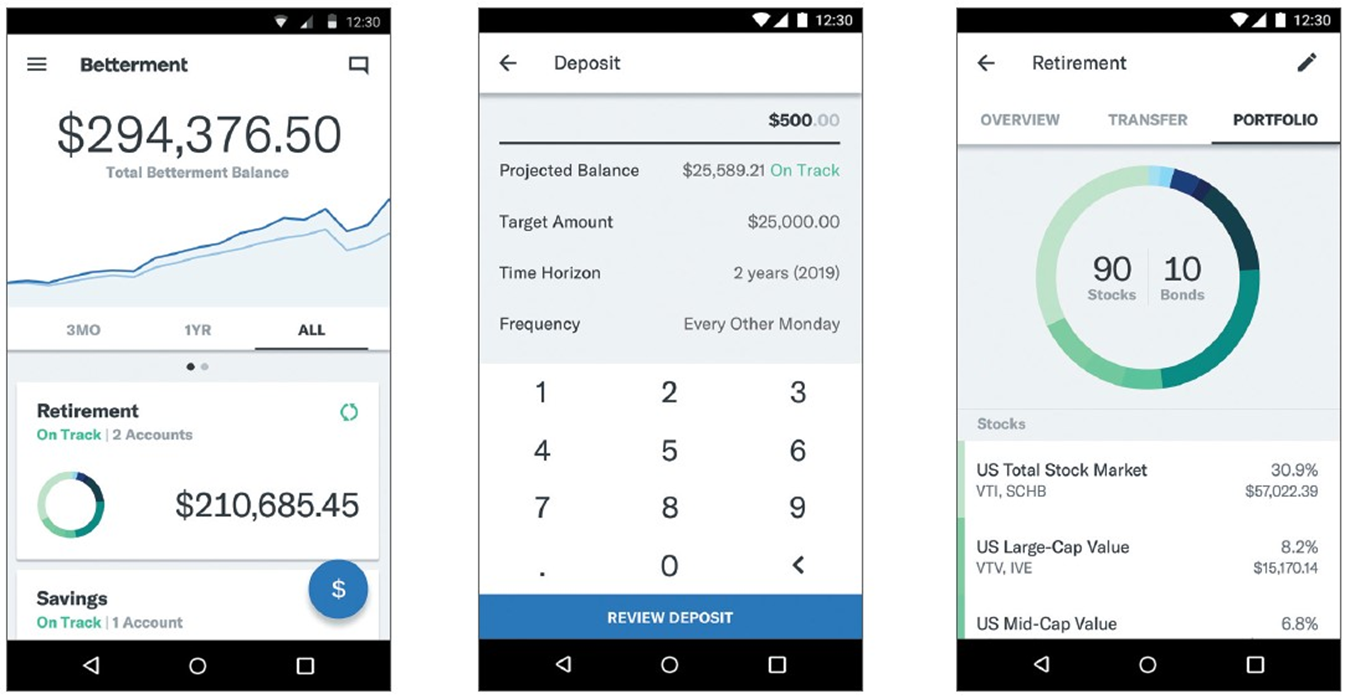 12:30
Betterment
$294,376.50
Total Betterment Balance
3MO 1YR ALL
Retirement
On Track | 2 Accounts
$210,685.45
Savings
$
On Track | 1 Account
12:30
Deposit
$500.00
Projected Balance $25,589.21 On Track
Target Amount $25,000.00
Time Horizon 2 years (2019)
Frequency Every Other Monday
1 2 3
4 5 6
7 8 9
. 0 <
REVIEW DEPOSIT
12:30
Retirement
OVERVIEW TRANSFER PORTFOLIO
90 10
Stocks Bonds
Stocks
US Total Stock Market 30.9%
VTI, SCHB $57,022.39
US Large-Cap Value 8.2%
VTV, IVE $15,170.14
US Mid-Cap Value 6.8%